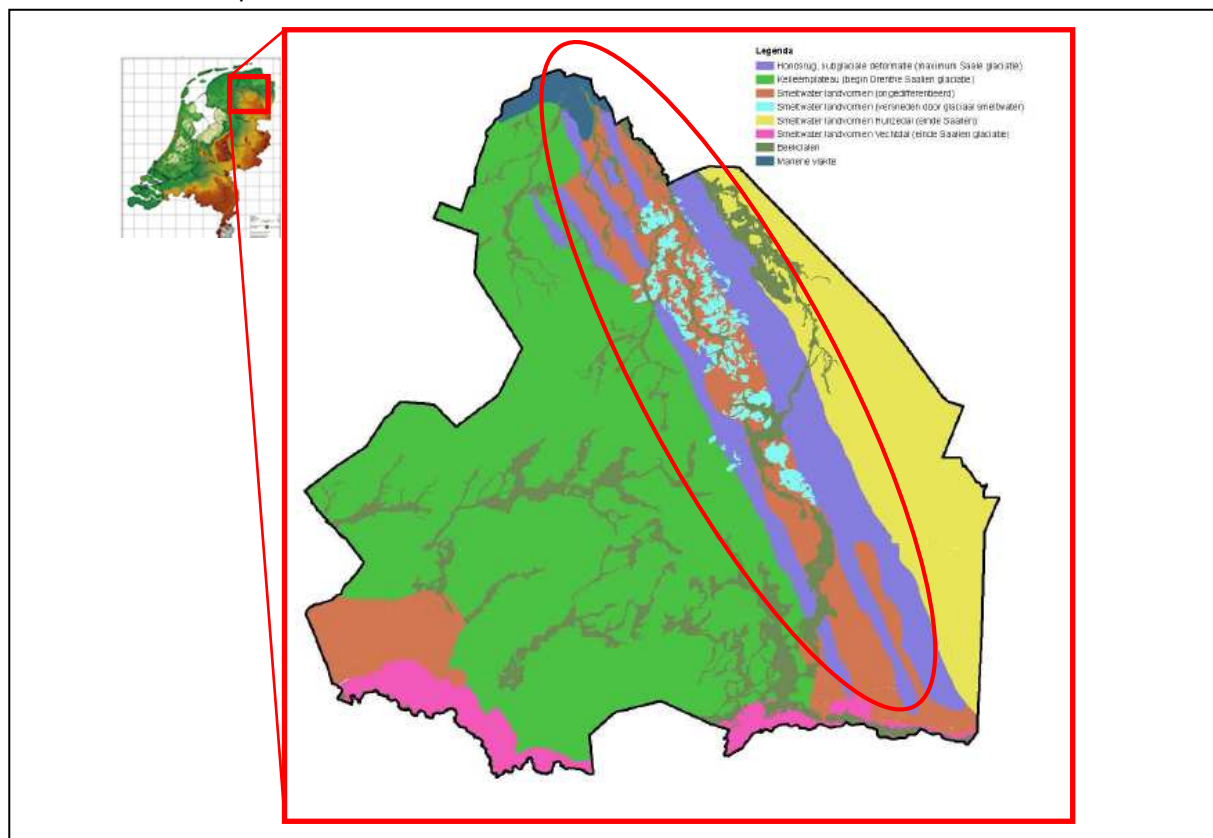 Legenda
Hondsrug, subglaciale deformatie (maximum Saale glaciatie)
Keileemplateau (begin Drenthe Saalien glaciatie)
Smeltwater landvormen (ongedifferentieerd)
Smeltwater landvormen (versneden door glaciaal smeltwater)
Smeltwater landvormen Hunzedal (einde Saalien)
Smeltwater landvormen Vechtdal (einde Saalien glaciatie)
Beekdalen
Mariene vlakte